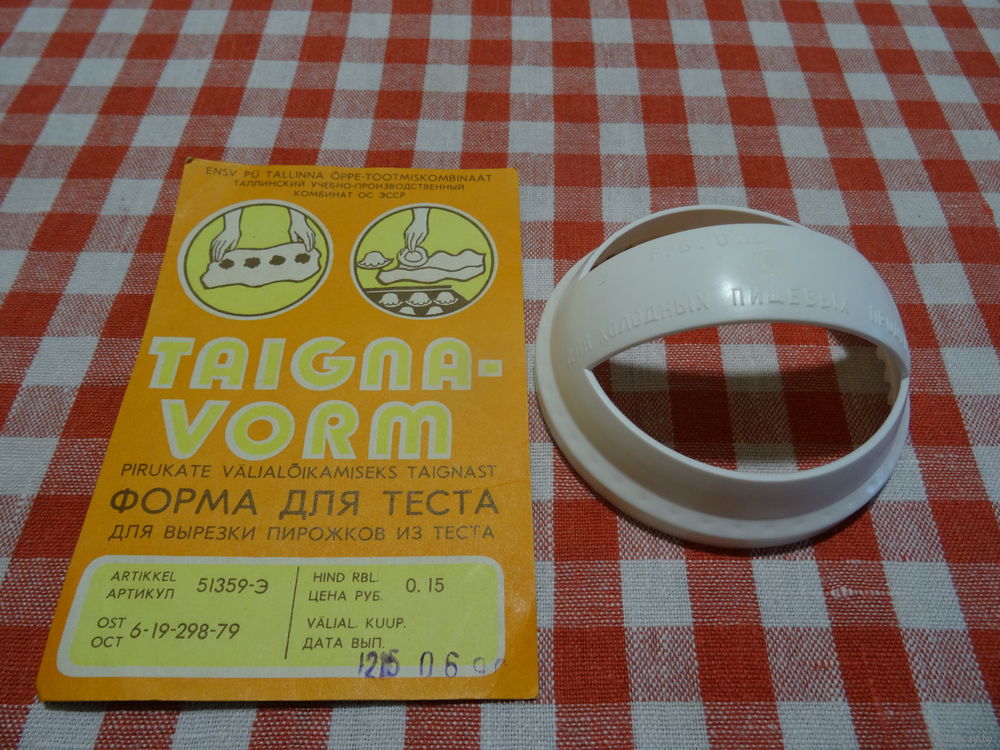 ENSV PÜ TALLINNA ÕPPE-TOOTMISKOMBINAAT
ТАЛЛИНСКИЙ УЧЕБНО-ПРОИЗВОДСТВЕННЫЙ
КОМБИНАТ ОС ЭССР
TAIGNA-
VORM
PIRUKATE VÄLJALÕIKAMISEKS TAIGNAST
ФОРМА ДЛЯ ТЕСТА
ДЛЯ ВЫРЕЗКИ ПИРОЖКОВ ИЗ ТЕСТА
ARTIKKEL
АРТИКУЛ
51359-Э
OST
ОСТ
6-19-298-79
HIND RBL.
ЦЕНА РУБ.
0.15
VÄLJAL. KUUP.
ДАТА ВЫП.
06
РУБ.
ДЛЯ ХОЛОДНЫХ ПИЩЕВЫХ